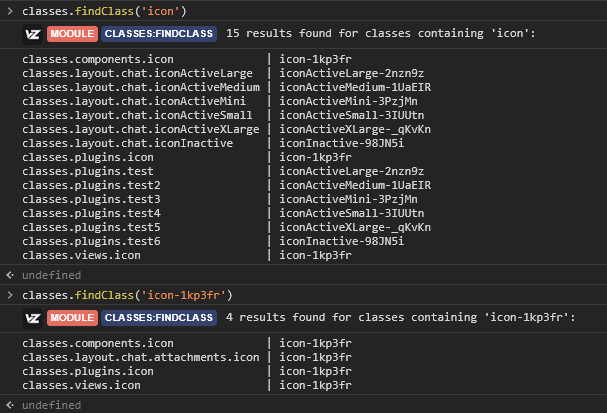 > classes.findClass('icon')
VZ MODULE CLASSES:FINDCLASS 15 results found for classes containing 'icon':
classes.components.icon | icon-1kp3fr
classes.layout.chat.iconActiveLarge | iconActiveLarge-2nzn9z
classes.layout.chat.iconActiveMedium | iconActiveMedium-1UaEIR
classes.layout.chat.iconActiveMini | iconActiveMini-3PzjMn
classes.layout.chat.iconActiveSmall | iconActiveSmall-3IUUtn
classes.layout.chat.iconActiveXLarge | iconActiveXLarge-_qKvKn
classes.layout.chat.iconInactive | iconInactive-98JN5i
classes.plugins.icon | icon-1kp3fr
classes.plugins.test | iconActiveLarge-2nzn9z
classes.plugins.test2 | iconActiveMedium-1UaEIR
classes.plugins.test3 | iconActiveMini-3PzjMn
classes.plugins.test4 | iconActiveSmall-3IUUtn
classes.plugins.test5 | iconActiveXLarge-_qKvKn
classes.plugins.test6 | iconInactive-98JN5i
classes.views.icon | icon-1kp3fr
undefined
> classes.findClass('icon-1kp3fr')
VZ MODULE CLASSES:FINDCLASS 4 results found for classes containing 'icon-1kp3fr':
classes.components.icon | icon-1kp3fr
classes.layout.chat.attachments.icon | icon-1kp3fr
classes.plugins.icon | icon-1kp3fr
classes.views.icon | icon-1kp3fr
undefined